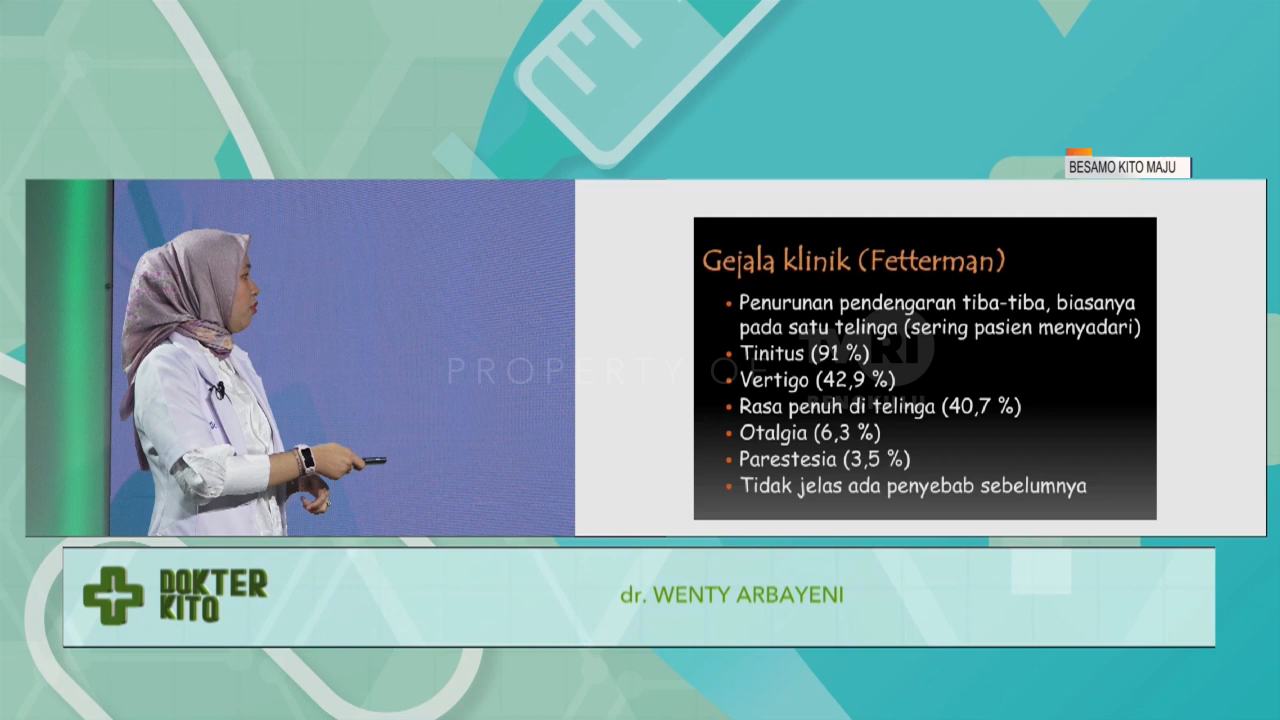 BESAMO KITO MAJU
Gejala klinik (Fetterman)
• Penurunan pendengaran tiba-tiba, biasanya
pada satu telinga (sering pasien menyadari)
• Tinitus (91 %)
• Vertigo (42,9 %)
• Rasa penuh di telinga (40,7 %)
• Otalgia (6,3 %)
• Parestesia (3,5 %)
• Tidak jelas ada penyebab sebelumnya
PROPERTY OF
TVRI
BENGKULU
DOKTER
KITO
dr. WENTY ARBAYENI